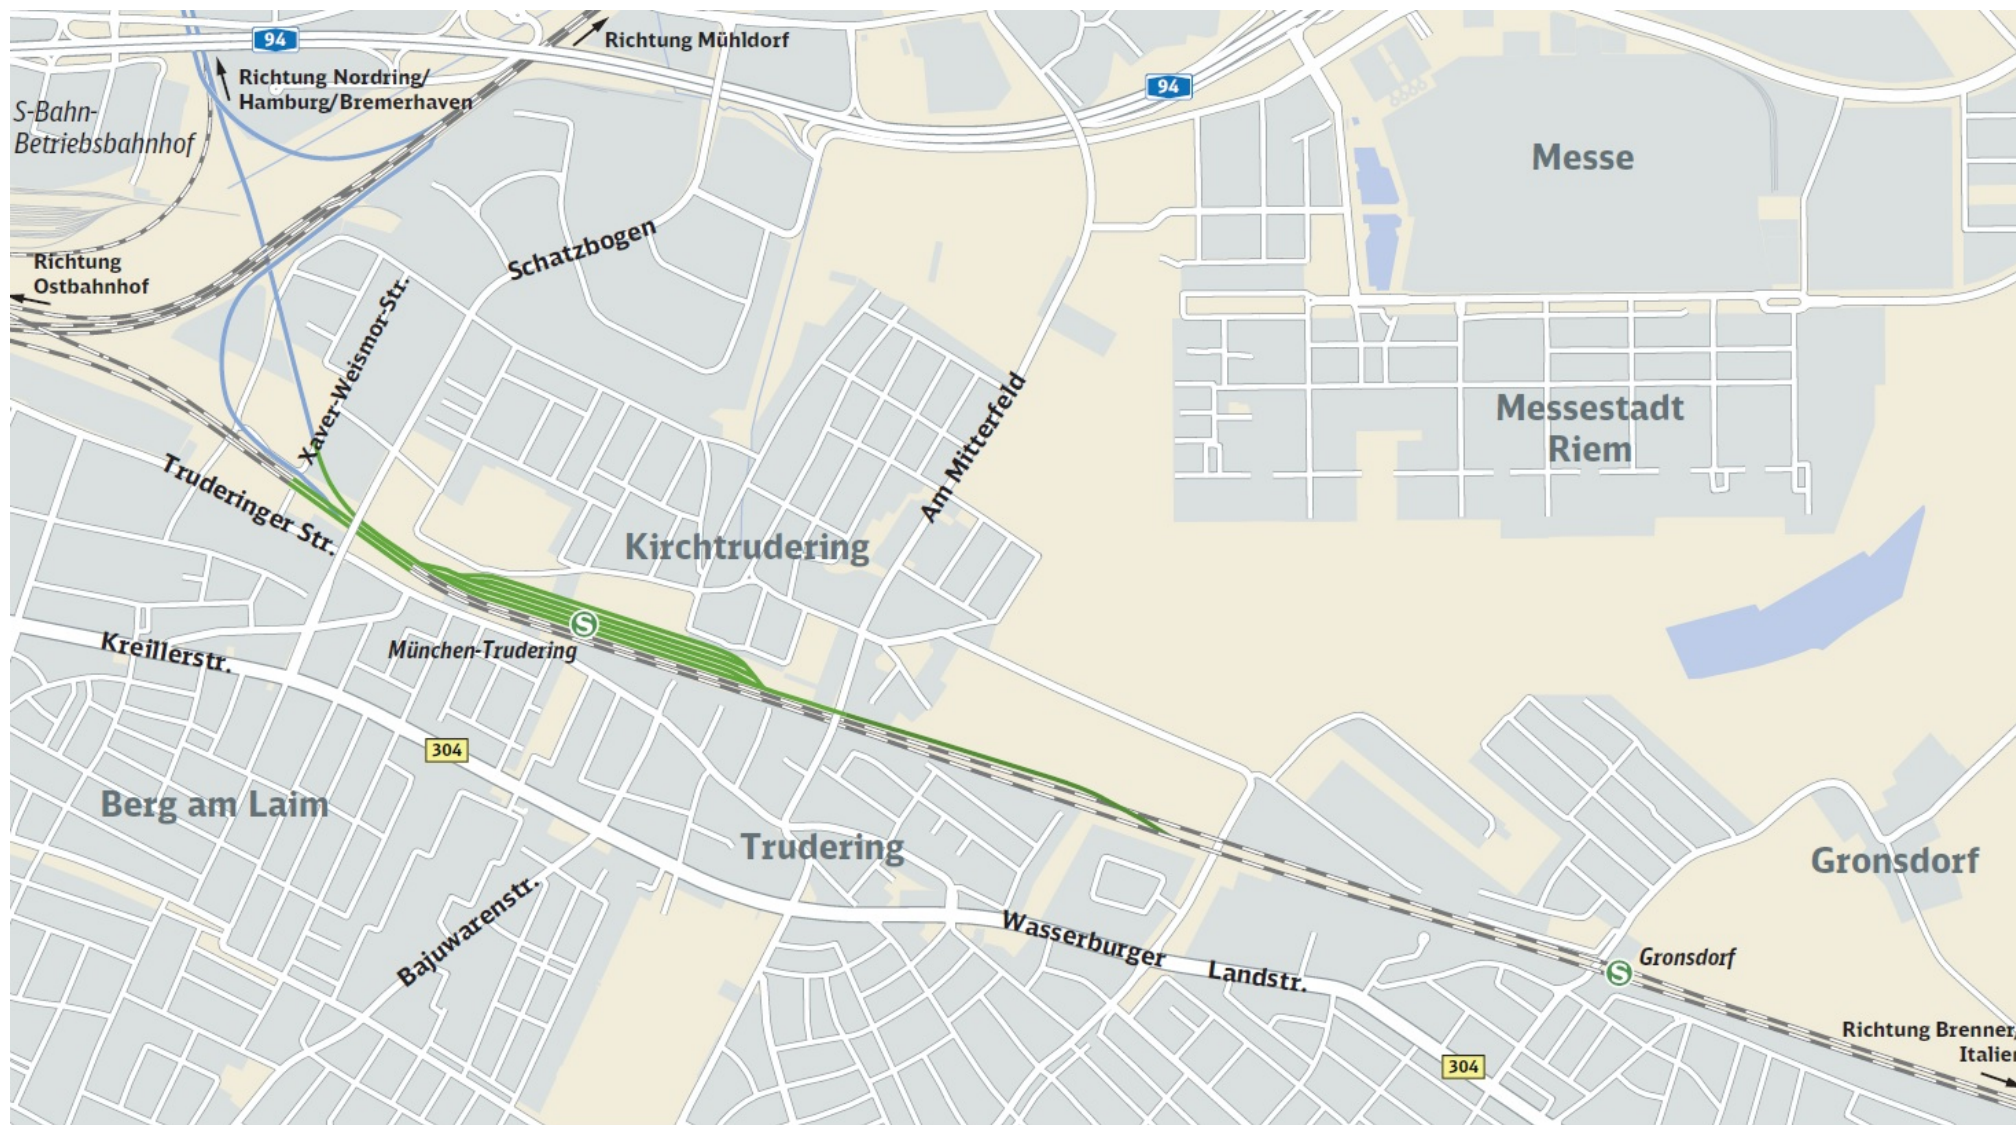 94
Richtung Mühldorf
Richtung Nordring/
Hamburg/Bremerhaven
94
S-Bahn-
Betriebsbahnhof
Messe
Schatzbogen
Richtung
Ostbahnhof
Xaver-Weismor-Str.
Am Mitterfeld
Messestadt
Riem
Truderinger Str.
Kirchtrudering
S
München-Trudering
Kreillerstr.
304
Berg am Laim
Trudering
Gronsdorf
Bajuwarenstr.
Wasserburger Landstr.
S
Gronsdorf
Richtung Brenner
Italien
304